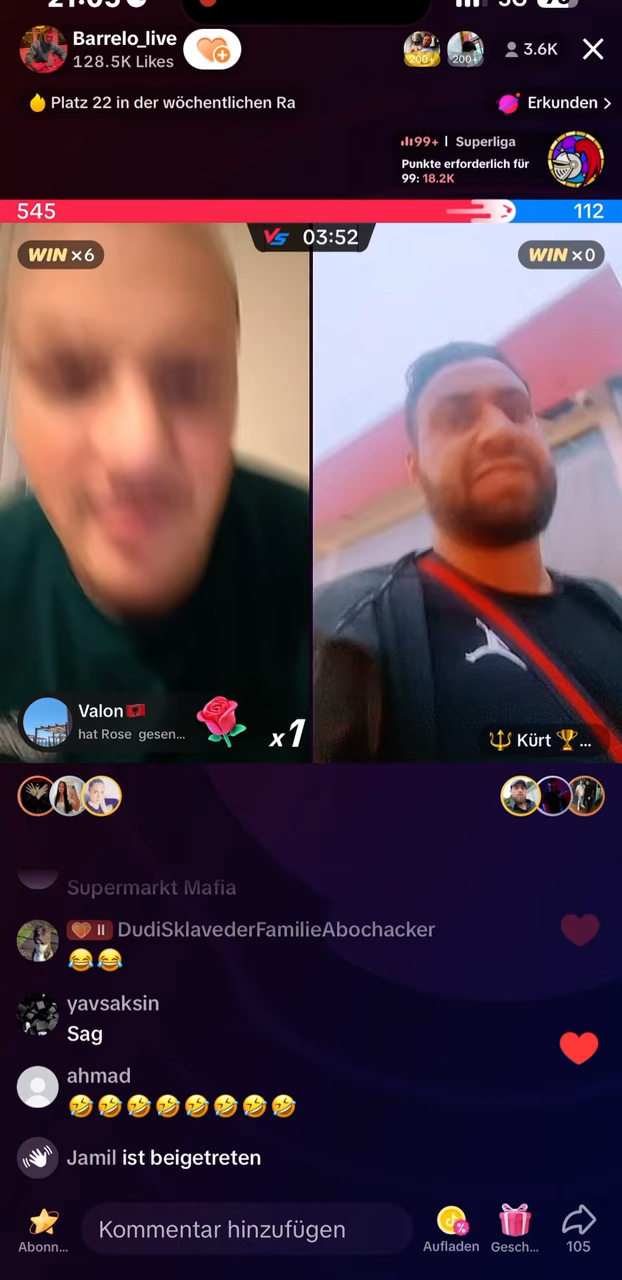 Barrelo_live
128.5K Likes
200+
200+
3.6K
Platz 22 in der wöchentlichen Ra
Erkunden >
99+ | Superliga
Punkte erforderlich für
99: 18.2K
545
112
VS 03:52
WIN ×6
WIN ×0
Valon🇦🇱
hat Rose gesen...
x1
🔱 Kürt 🏆...
Supermarkt Mafia
II DudiSklavederFamilieAbochacker
😂😂
yavsaksin
Sag
ahmad
🤣🤣🤣🤣🤣🤣🤣🤣
Jamil ist beigetreten
Abonn...
Kommentar hinzufügen
Aufladen
Gesch...
105